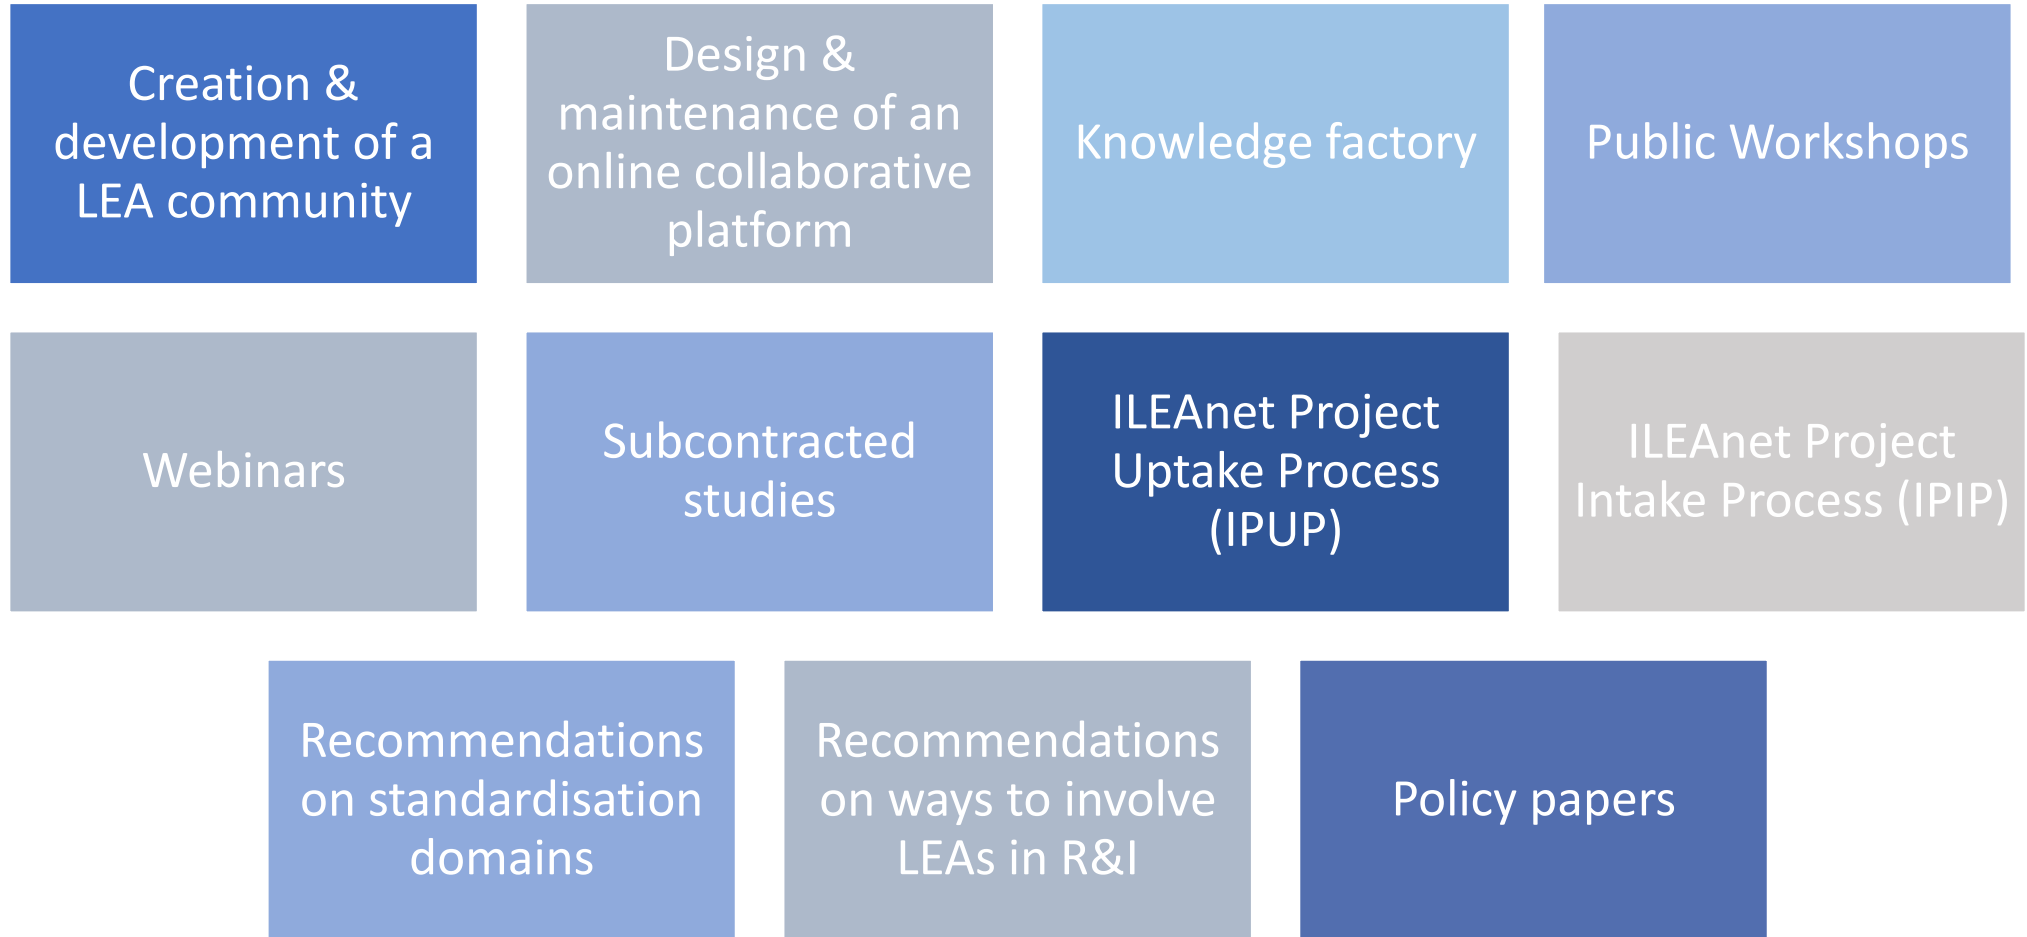 Creation &
development of a
LEA community
Design &
maintenance of an
online collaborative
platform
Knowledge factory
Public Workshops
Webinars
Subcontracted
studies
ILEAnet Project
Uptake Process
(IPUP)
ILEAnet Project
Intake Process (IPIP)
Recommendations
on standardisation
domains
Recommendations
on ways to involve
LEAs in R&I
Policy papers